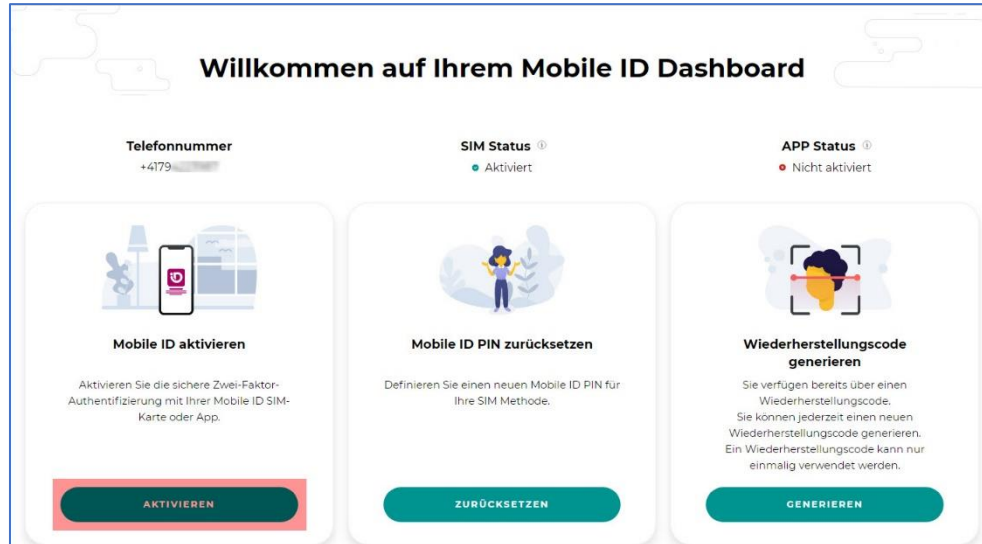 Willkommen auf Ihrem Mobile ID Dashboard
Telefonnummer
+4179
SIM Status
Aktiviert
APP Status
Nicht aktiviert
Mobile ID aktivieren
Aktivieren Sie die sichere Zwei-Faktor-
Authentifizierung mit Ihrer Mobile ID SIM-
Karte oder App.
AKTIVIEREN
Mobile ID PIN zurücksetzen
Definieren Sie einen neuen Mobile ID PIN für
Ihre SIM Methode.
ZURÜCKSETZEN
Wiederherstellungscode
generieren
Sie verfügen bereits über einen
Wiederherstellungscode.
Sie können jederzeit einen neuen
Wiederherstellungscode generieren.
Ein Wiederherstellungscode kann nur
einmalig verwendet werden.
GENERIEREN